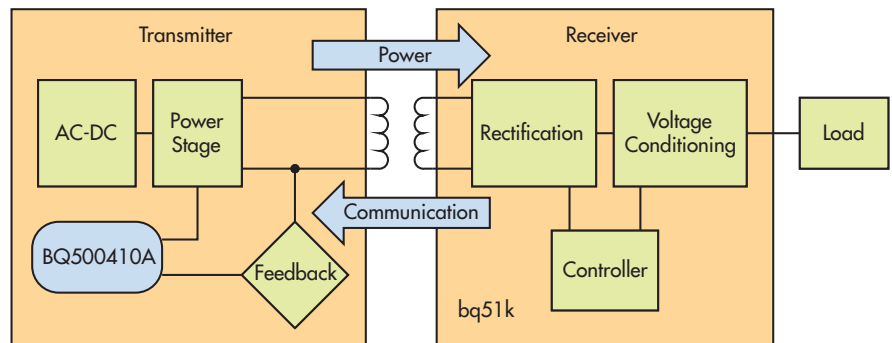 Transmitter
Receiver
Power
AC-DC
Power
Stage
Rectification
Voltage
Conditioning
Load
Communication
BQ500410A
Feedback
Controller
bq51k